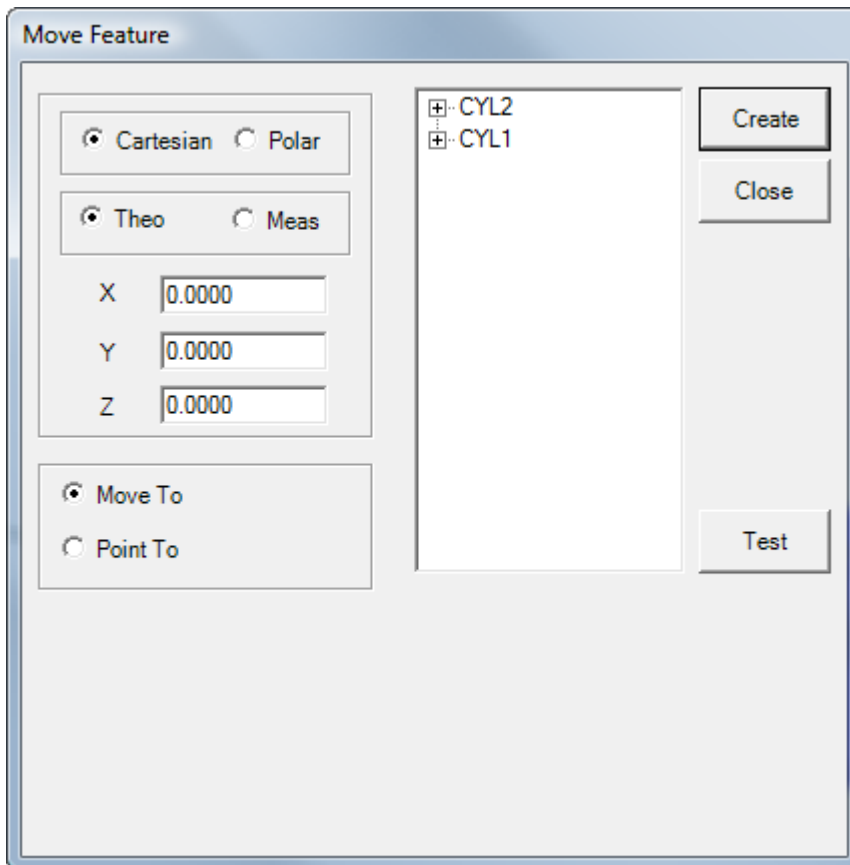 Move Feature
Cartesian Polar
Theo Meas
X 0.0000
Y 0.0000
Z 0.0000
Move To
Point To
CYL2
CYL1
Create
Close
Test